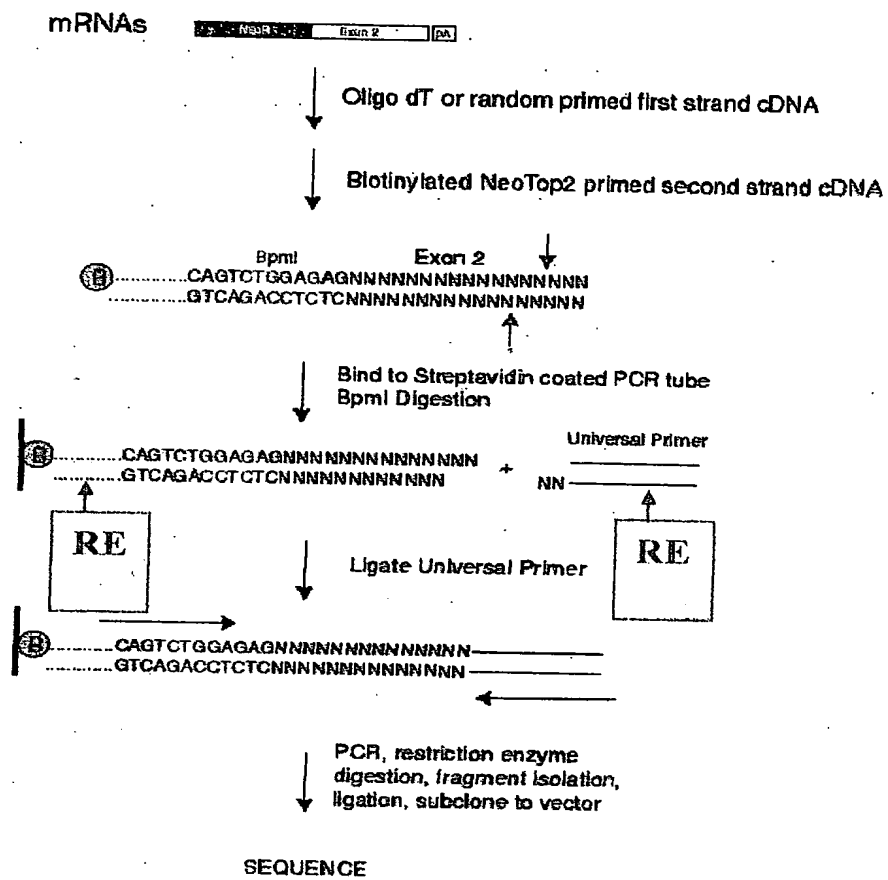 mRNAs
NeoR Exon 2 pA
Oligo dT or random primed first strand cDNA
Biotinylated NeoTop2 primed second strand cDNA
BpmI Exon 2
B ............CAGTCTGGAGAGNNNNNNNNNNNNNNNNNNN
............GTCAGACCTCTCNNNNNNNNNNNNNNNNNNN
Bind to Streptavidin coated PCR tube
BpmI Digestion
Universal Primer
B ..........CAGTCTGGAGAGNNNNNNNNNNNNNNNN +
..........GTCAGACCTCTCNNNNNNNNNNNNNN NN
RE RE
Ligate Universal Primer
B ..........CAGTCTGGAGAGNNNNNNNNNNNNNNNN
..........GTCAGACCTCTCNNNNNNNNNNNNNNNN
PCR, restriction enzyme
digestion, fragment isolation,
ligation, subclone to vector
SEQUENCE